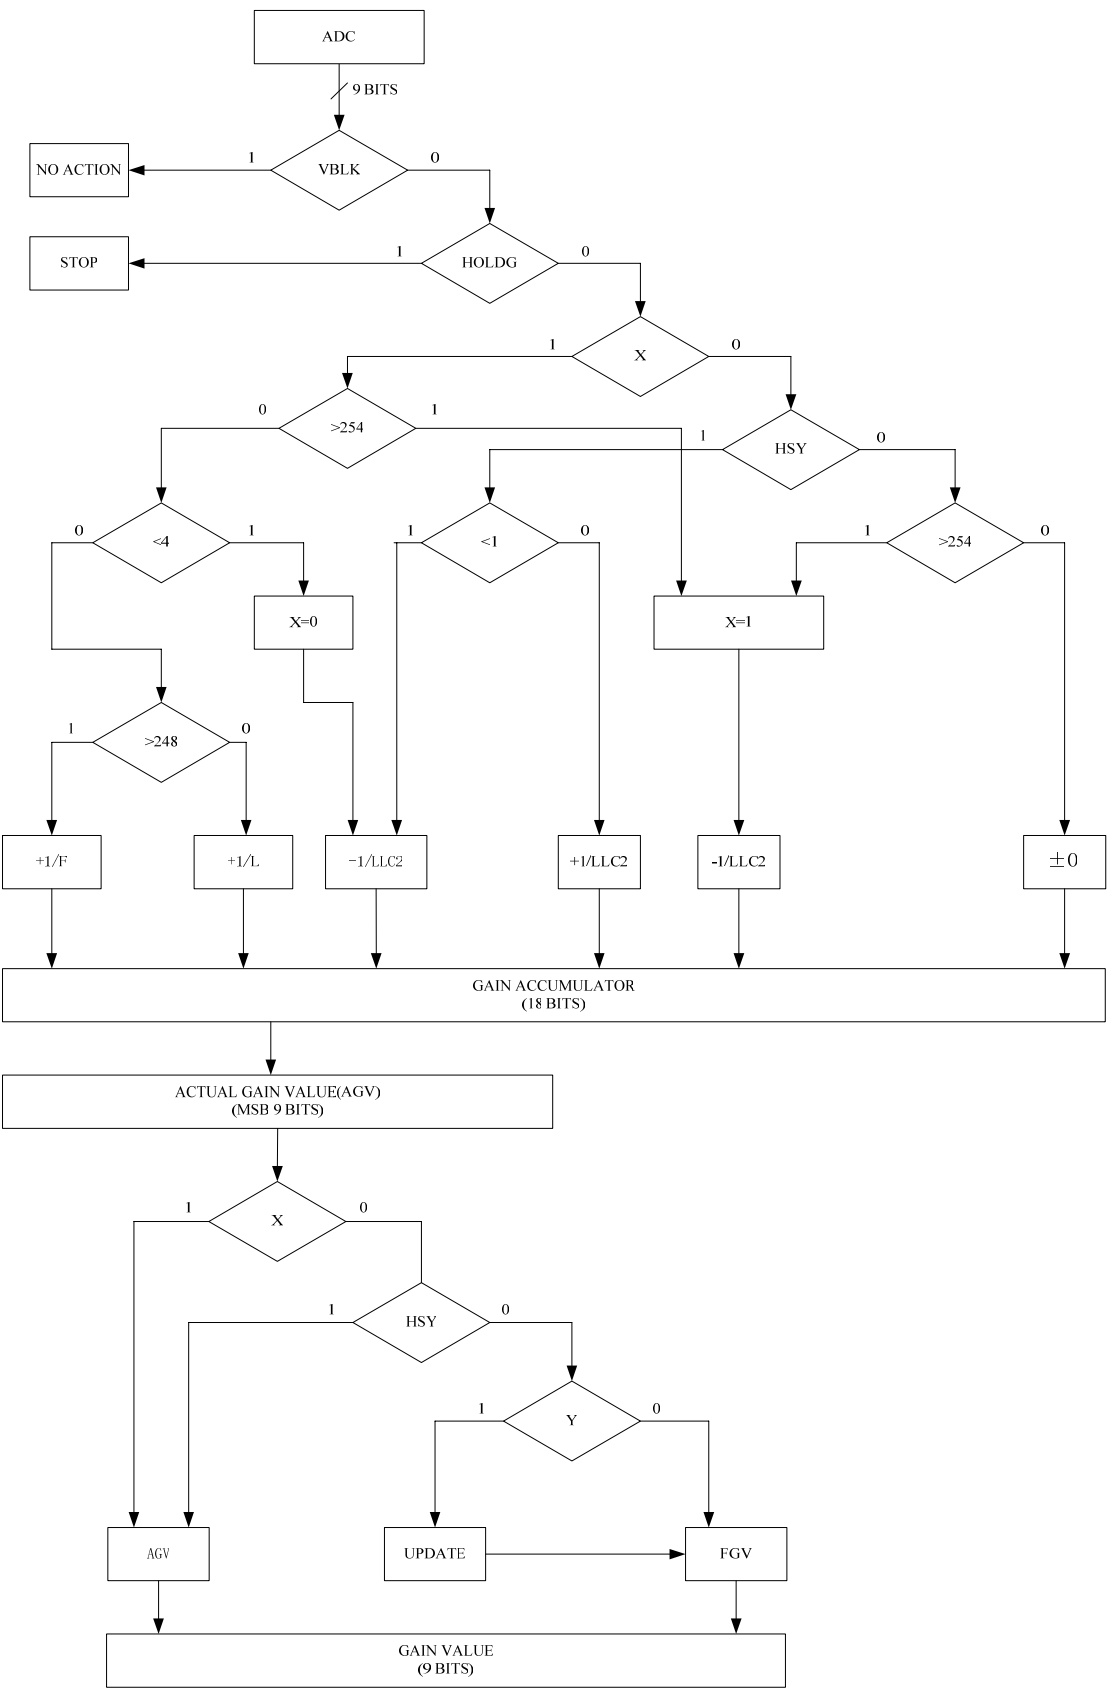 ADC
9 BITS
1
VBLK
0
NO ACTION
1
HOLDG
0
STOP
1
X
0
0
>254
1
1
HSY
0
0
<4
1
1
<1
0
1
>254
0
X=0
X=1
1
>248
0
+1/F
+1/L
-1/LLC2
+1/LLC2
-1/LLC2
±0
GAIN ACCUMULATOR
(18 BITS)
ACTUAL GAIN VALUE(AGV)
(MSB 9 BITS)
1
X
0
1
HSY
0
1
Y
0
AGV
UPDATE
FGV
GAIN VALUE
(9 BITS)